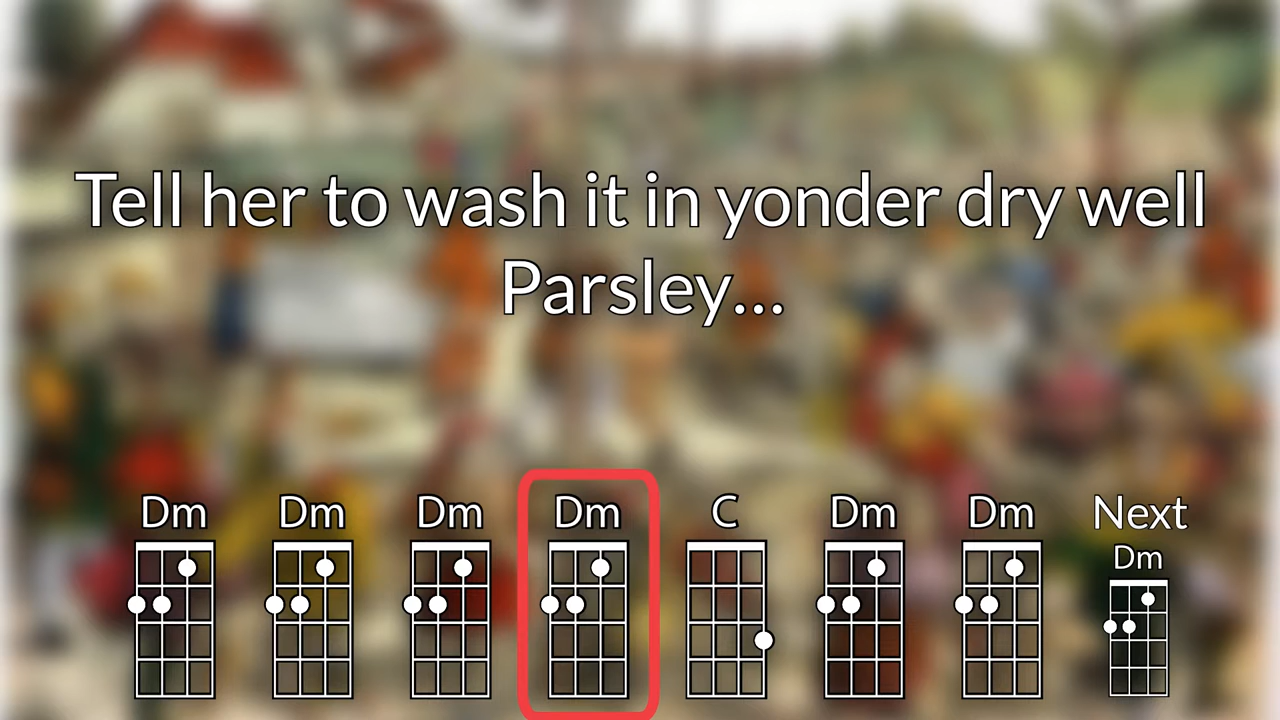 Tell her to wash it in yonder dry well
Parsley...
Dm Dm Dm Dm C Dm Dm Next
Dm